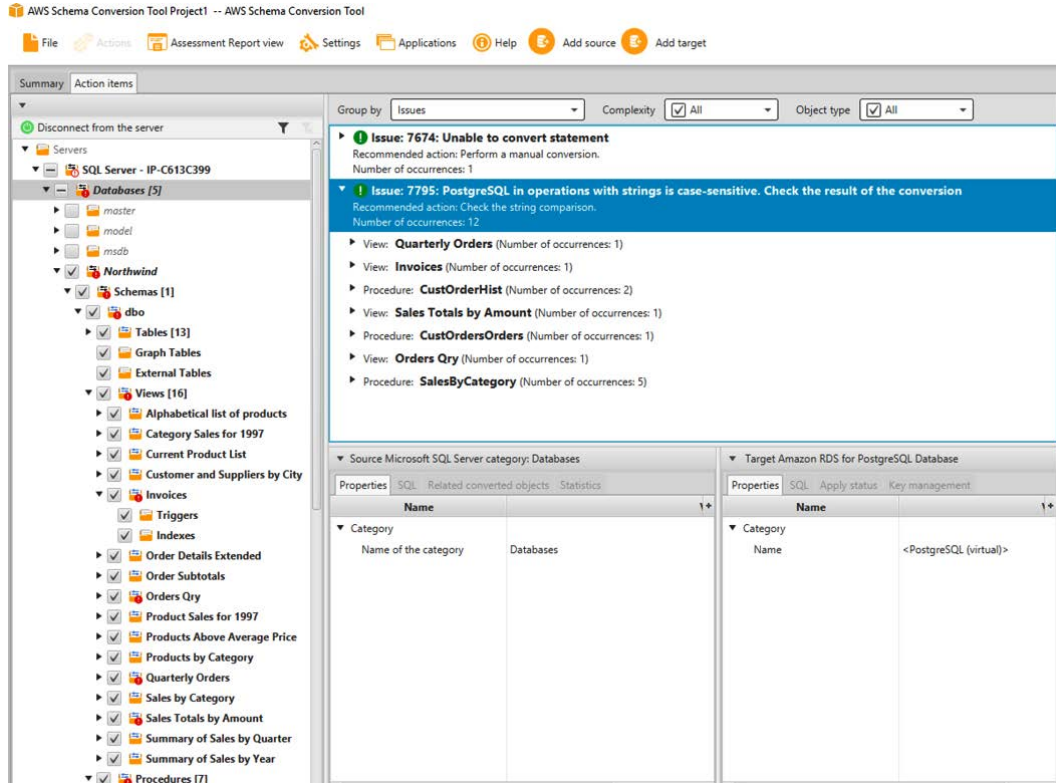 AWS Schema Conversion Tool Project1 -- AWS Schema Conversion Tool
File Actions Assessment Report view Settings Applications Help Add source Add target
Summary Action items
Disconnect from the server
Servers
SQL Server - IP-C613C399
Databases [5]
master
model
msdb
Northwind
Schemas [1]
dbo
Tables [13]
Graph Tables
External Tables
Views [16]
Alphabetical list of products
Category Sales for 1997
Current Product List
Customer and Suppliers by City
Invoices
Triggers
Indexes
Order Details Extended
Order Subtotals
Orders Qry
Product Sales for 1997
Products Above Average Price
Products by Category
Quarterly Orders
Sales by Category
Sales Totals by Amount
Summary of Sales by Quarter
Summary of Sales by Year
Procedures [7]
Group by Issues Complexity All Object type All
Issue: 7674: Unable to convert statement
Recommended action: Perform a manual conversion.
Number of occurrences: 1
Issue: 7795: PostgreSQL in operations with strings is case-sensitive. Check the result of the conversion
Recommended action: Check the string comparison.
Number of occurrences: 12
View: Quarterly Orders (Number of occurrences: 1)
View: Invoices (Number of occurrences: 1)
Procedure: CustOrderHist (Number of occurrences: 2)
View: Sales Totals by Amount (Number of occurrences: 1)
Procedure: CustOrdersOrders (Number of occurrences: 1)
View: Orders Qry (Number of occurrences: 1)
Procedure: SalesByCategory (Number of occurrences: 5)
Source Microsoft SQL Server category: Databases
Properties SQL Related converted objects Statistics
Name
Category
Name of the category Databases
Target Amazon RDS for PostgreSQL Database
Properties SQL Apply status Key management
Name
Category
Name <PostgreSQL (virtual)>